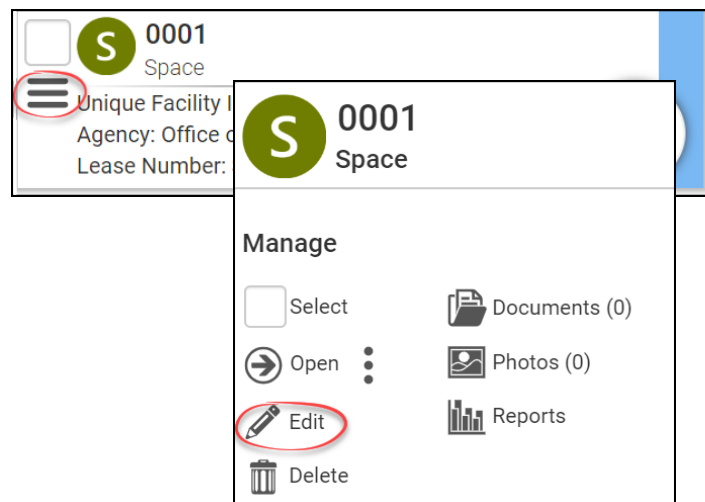 S 0001
Space
Unique Facility I
Agency: Office
Lease Number:
S 0001
Space
Manage
Select
Documents (0)
Open
Photos (0)
Edit
Reports
Delete